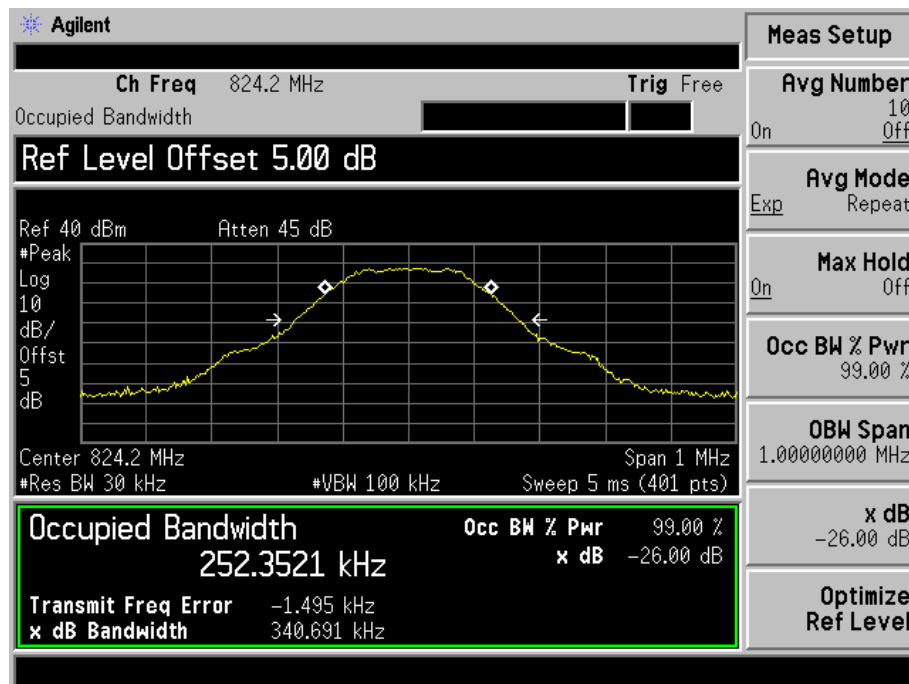 Agilent
Ch Freq 824.2 MHz Trig Free
Occupied Bandwidth
Ref Level Offset 5.00 dB
Ref 40 dBm Atten 45 dB
#Peak
Log
10
dB/
Offst
5
dB
Center 824.2 MHz Span 1 MHz
#Res BW 30 kHz #VBW 100 kHz Sweep 5 ms (401 pts)
Occupied Bandwidth Occ BW % Pwr 99.00 %
252.3521 kHz x dB -26.00 dB
Transmit Freq Error -1.495 kHz
x dB Bandwidth 340.691 kHz
Meas Setup
Avg Number
10
On Off
Avg Mode
Exp Repeat
Max Hold
On Off
Occ BW % Pwr
99.00 %
OBW Span
1.00000000 MHz
x dB
-26.00 dB
Optimize
Ref Level